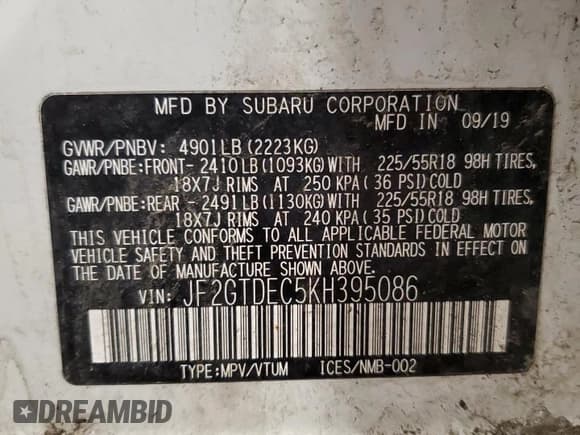 MFD BY SUBARU CORPORATION
MFD IN 09/19
GVWR/PNBV: 4901LB (2223KG)
GAWR/PNBE:FRONT- 2410LB (1093KG) WITH 225/55R18 98H TIRES,
18X7J RIMS AT 250 KPA ( 36 PSI) COLD
GAWR/PNBE:REAR - 2491LB (1130KG) WITH 225/55R18 98H TIRES,
18X7J RIMS AT 240 KPA ( 35 PSI) COLD
THIS VEHICLE CONFORMS TO ALL APPLICABLE FEDERAL MOTOR
VEHICLE SAFETY AND THEFT PREVENTION STANDARDS IN EFFECT ON
THE DATE OF MANUFACTURE SHOWN ABOVE.
VIN: JF2GTDEC5KH395086
TYPE:MPV/VTUM ICES/NMB-002
DREAMBID